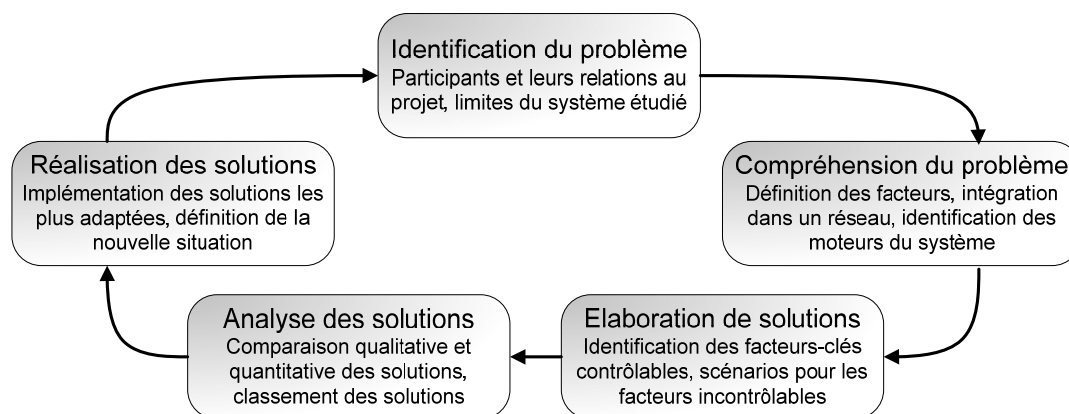 Identification du problème
Participants et leurs relations au
projet, limites du système étudié
Compréhension du problème
Définition des facteurs, intégration
dans un réseau, identification des
moteurs du système
Elaboration de solutions
Identification des facteurs-clés
contrôlables, scénarios pour les
facteurs incontrôlables
Analyse des solutions
Comparaison qualitative et
quantitative des solutions,
classement des solutions
Réalisation des solutions
Implémentation des solutions les
plus adaptées, définition de la
nouvelle situation